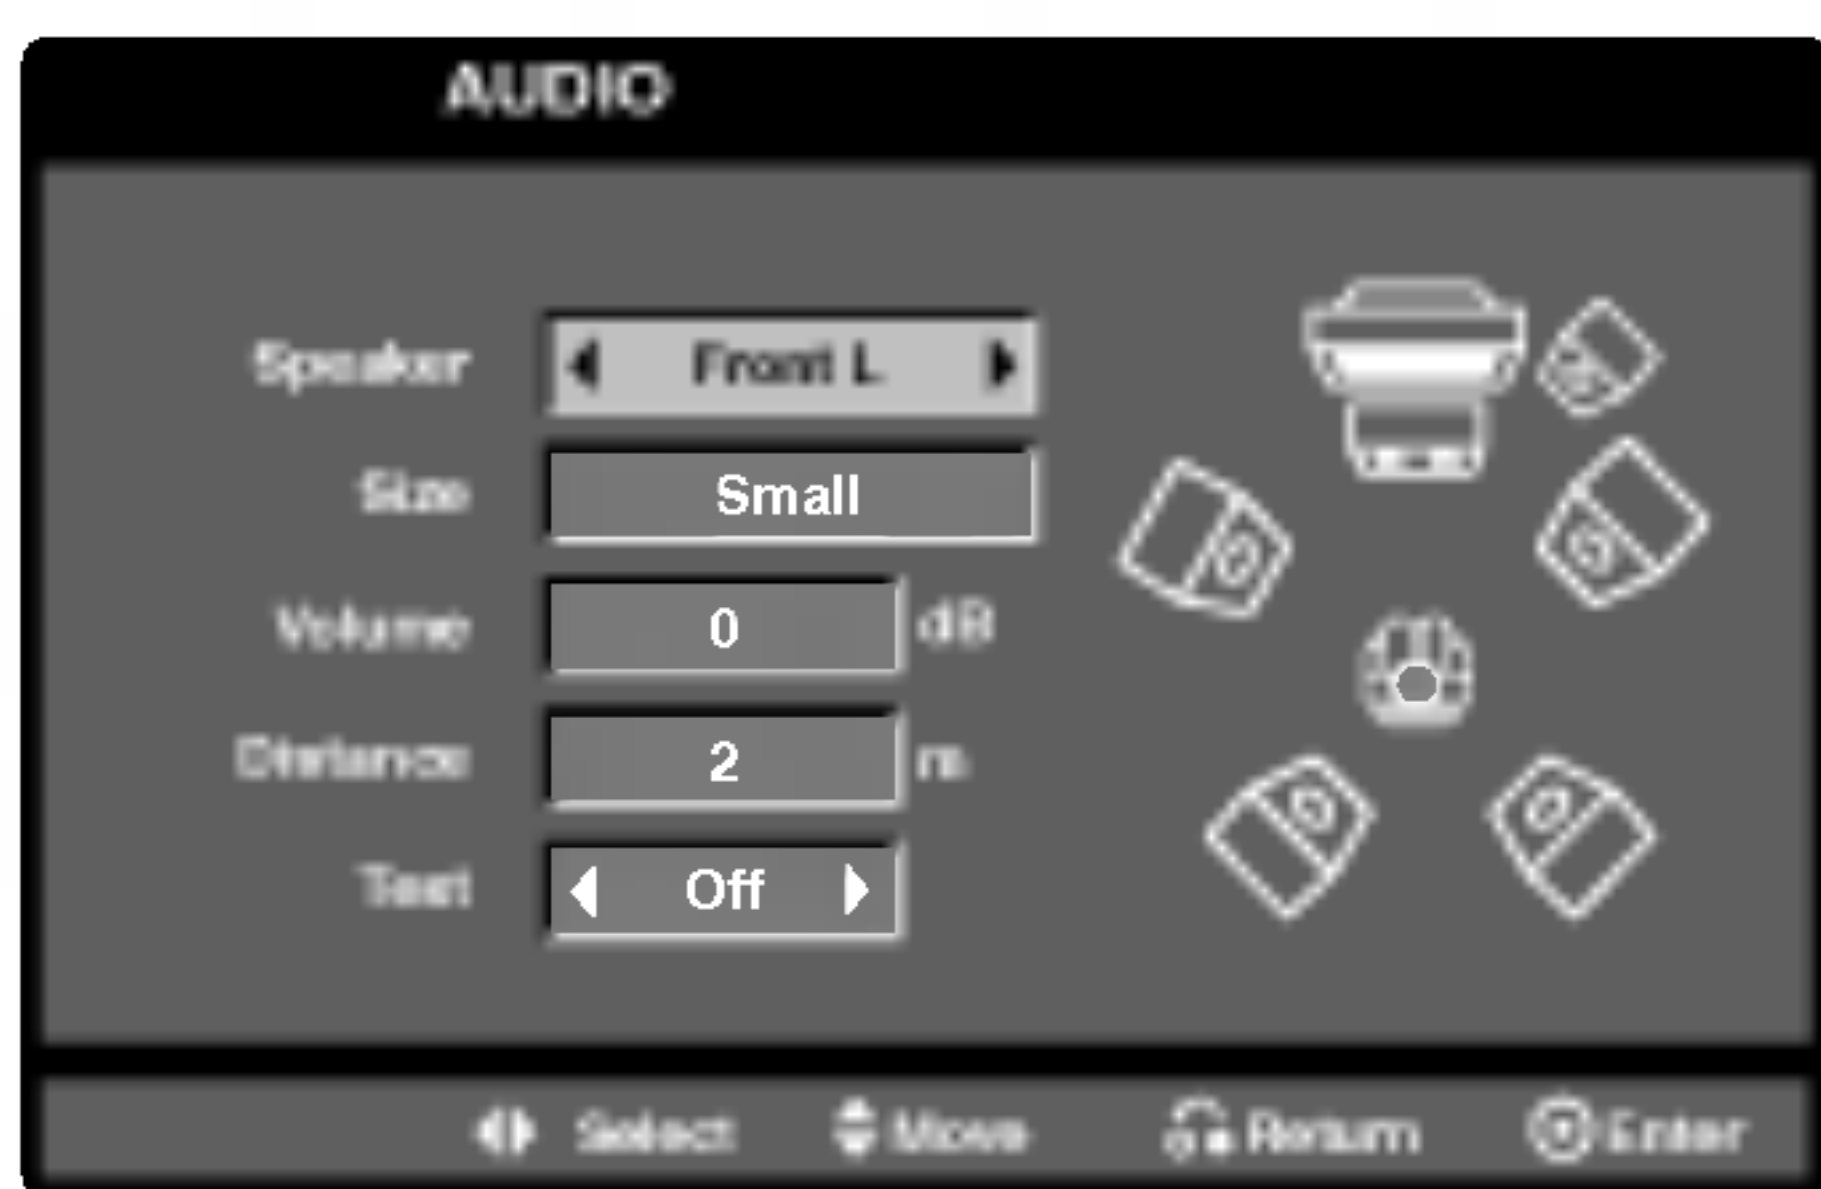 AUDIO
Speaker Front L
Size Small
Volume 0 dB
Distance 2 m
Test Off
Select Move Return Enter